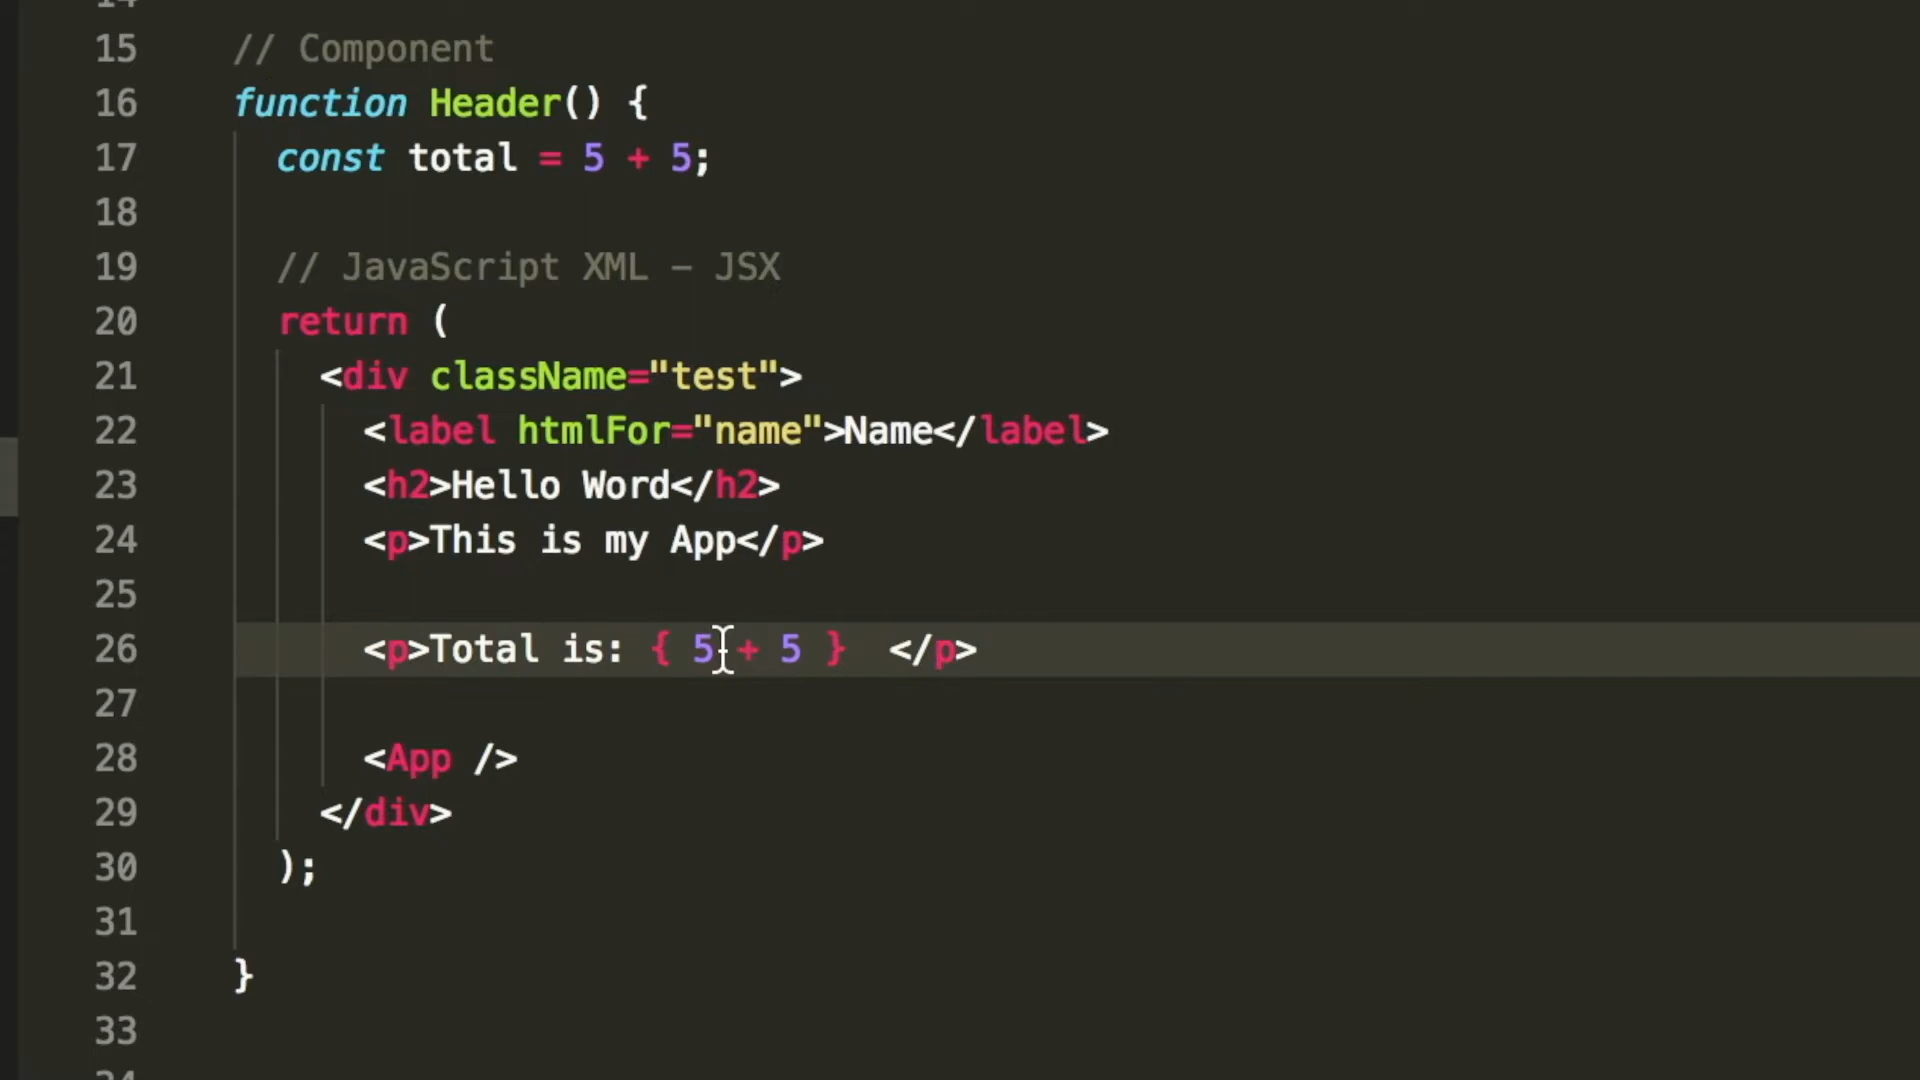 15 // Component
16 function Header() {
17 const total = 5 + 5;
18
19 // JavaScript XML – JSX
20 return (
21 <div className="test">
22 <label htmlFor="name">Name</label>
23 <h2>Hello Word</h2>
24 <p>This is my App</p>
25
26 <p>Total is: { 5 + 5 }  </p>
27
28 <App />
29 </div>
30 );
31
32 }
33